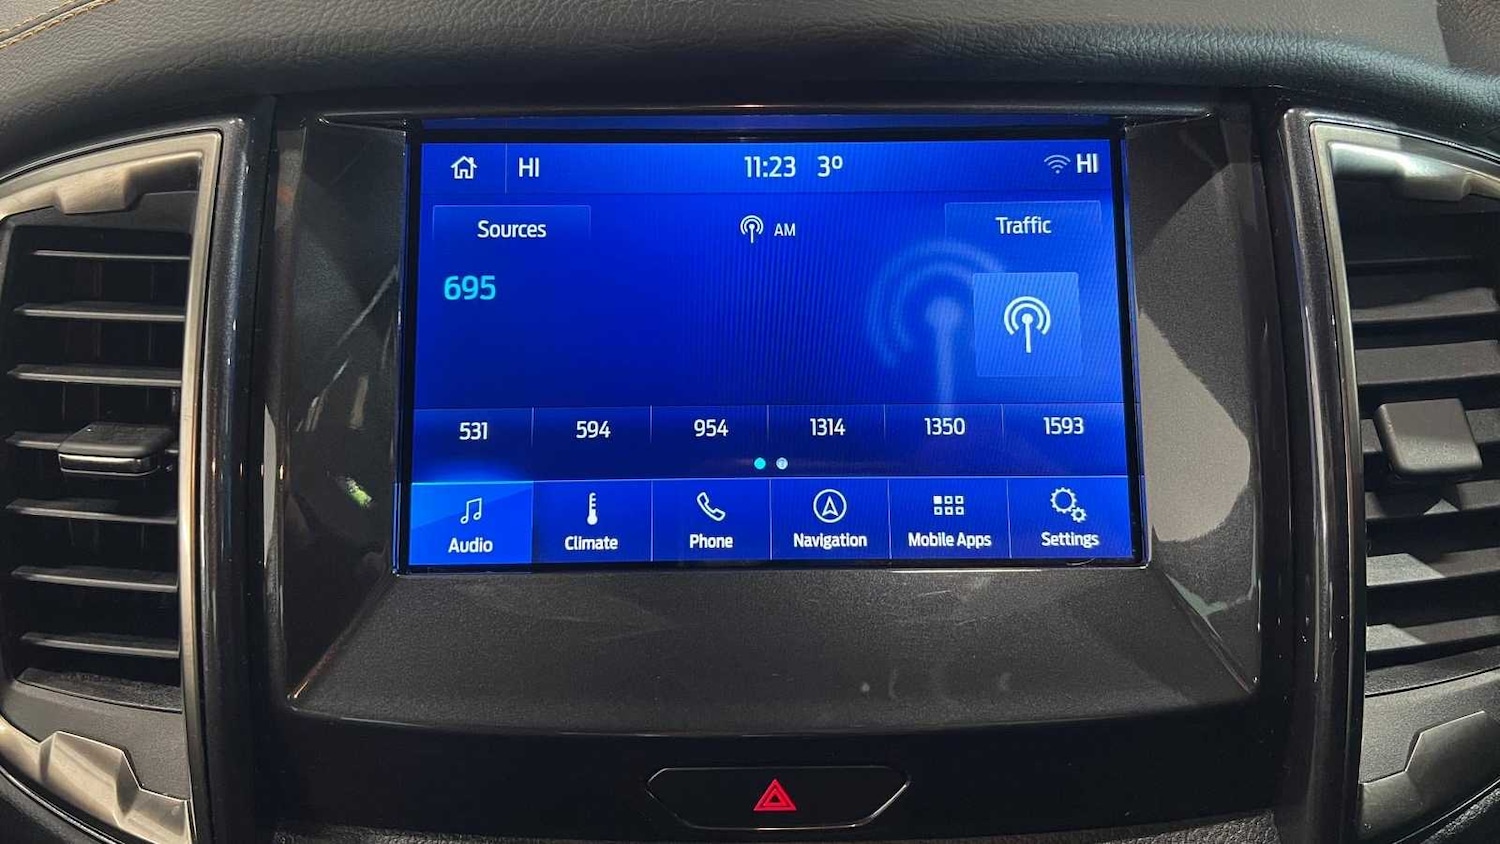 HI 11:23 3º HI
Sources AM Traffic
695
531 594 954 1314 1350 1593
Audio Climate Phone Navigation Mobile Apps Settings